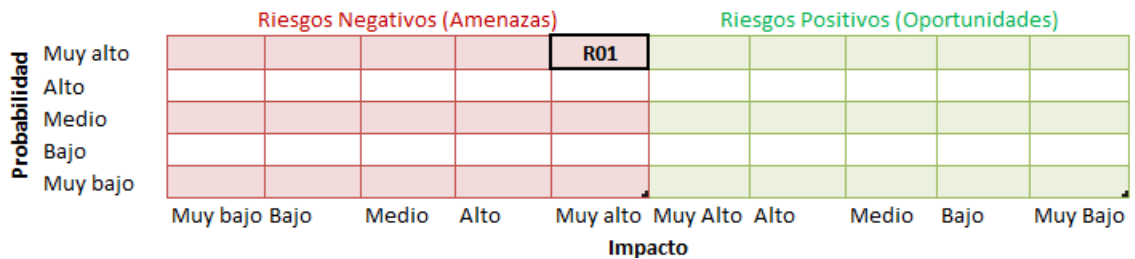 Riesgos Negativos (Amenazas) Riesgos Positivos (Oportunidades)
Probabilidad
Muy alto R01
Alto
Medio
Bajo
Muy bajo
Muy bajo Bajo Medio Alto Muy alto Muy Alto Alto Medio Bajo Muy Bajo
Impacto